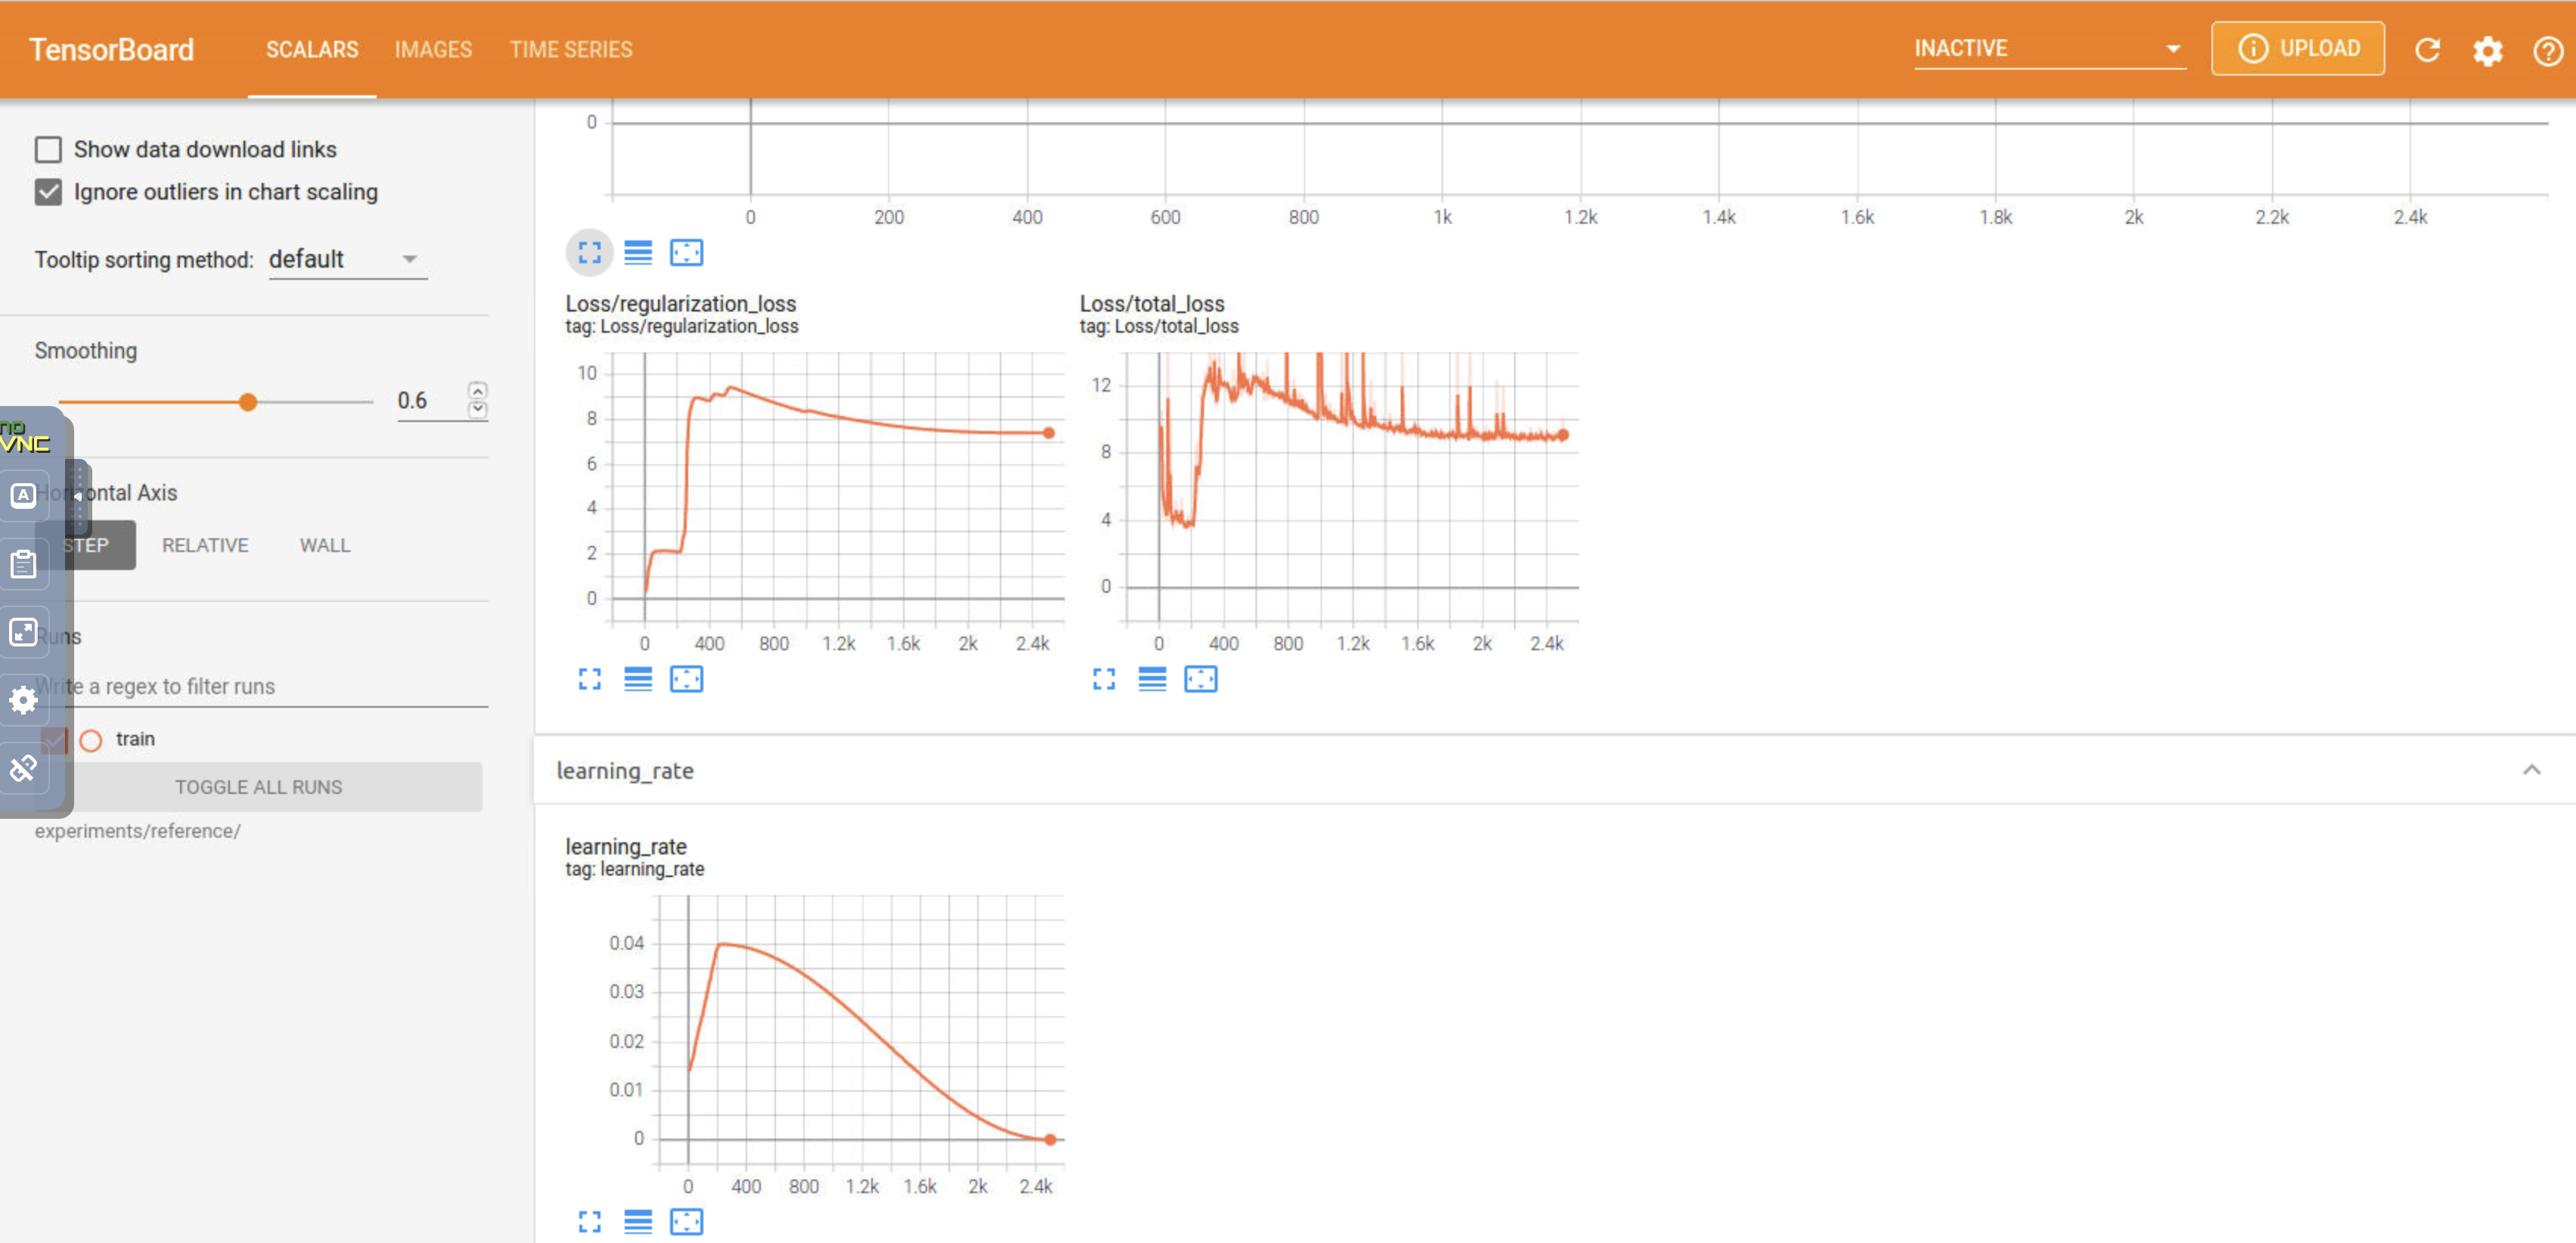 TensorBoard SCALARS IMAGES TIME SERIES INACTIVE UPLOAD
Show data download links
Ignore outliers in chart scaling
Tooltip sorting method: default
Smoothing
0.6
no
VNC
Horizontal Axis
STEP RELATIVE WALL
Runs
Write a regex to filter runs
train
TOGGLE ALL RUNS
experiments/reference/
0
0 200 400 600 800 1k 1.2k 1.4k 1.6k 1.8k 2k 2.2k 2.4k
Loss/regularization_loss
tag: Loss/regularization_loss
10
8
6
4
2
0
0 400 800 1.2k 1.6k 2k 2.4k
Loss/total_loss
tag: Loss/total_loss
12
8
4
0
0 400 800 1.2k 1.6k 2k 2.4k
learning_rate
learning_rate
tag: learning_rate
0.04
0.03
0.02
0.01
0
0 400 800 1.2k 1.6k 2k 2.4k